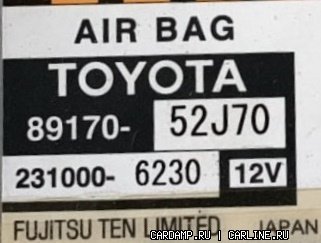 AIR BAG
TOYOTA
89170- 52J70
231000- 6230 12V
FUJITSU TEN LIMITED JAPAN
CARDAMP.RU | CARLINE.RU